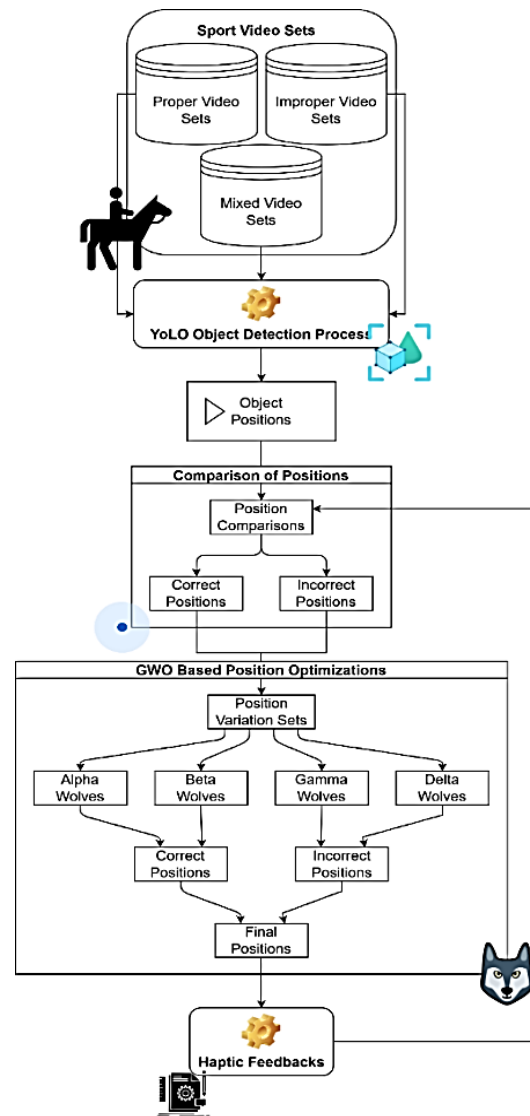 Sport Video Sets
Proper Video
Sets
Improper Video
Sets
Mixed Video
Sets
YoLO Object Detection Process
Object
Positions
Comparison of Positions
Position
Comparisons
Correct
Positions
Incorrect
Positions
GWO Based Position Optimizations
Position
Variation Sets
Alpha
Wolves
Beta
Wolves
Gamma
Wolves
Delta
Wolves
Correct
Positions
Incorrect
Positions
Final
Positions
Haptic Feedbacks